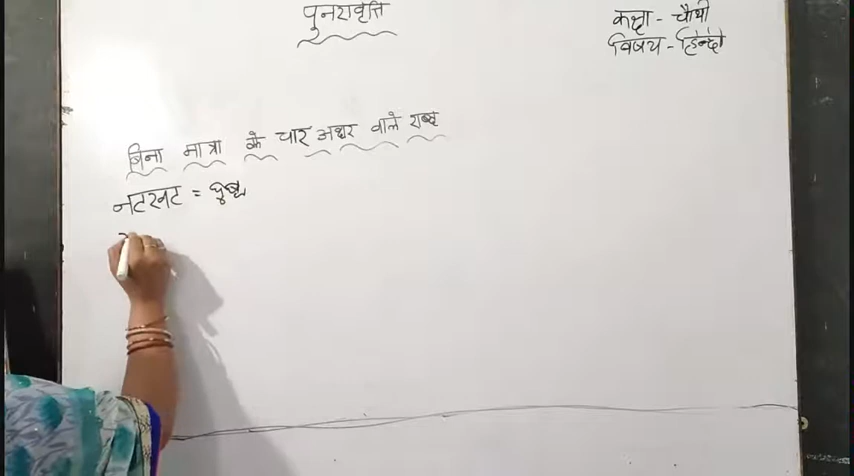 पुनरावृत्ति
कक्षा - चौथी
विषय - हिन्दी
बिना मात्रा के चार अक्षर वाले शब्द
नटखट =